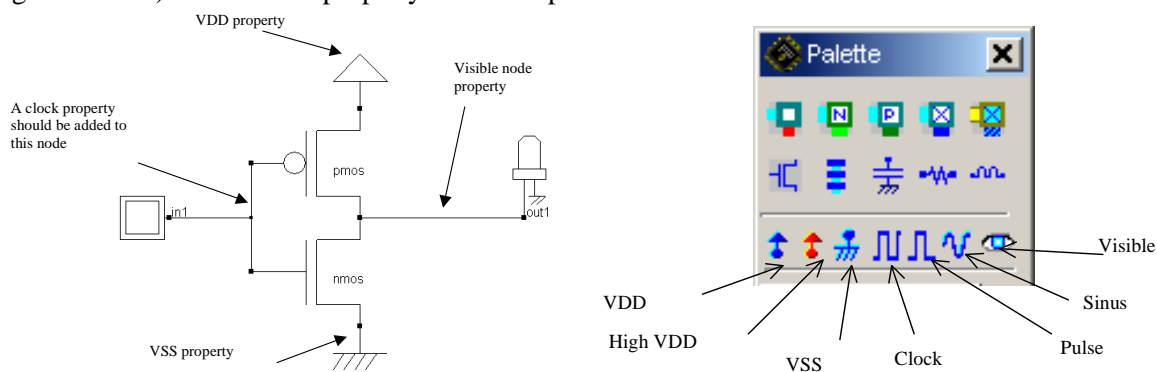 VDD property
Visible node
property
A clock property
should be added to
this node
pmos
in1
out1
nmos
VSS property
Palette
N
P
Visible
VDD
Sinus
High VDD
Pulse
VSS
Clock